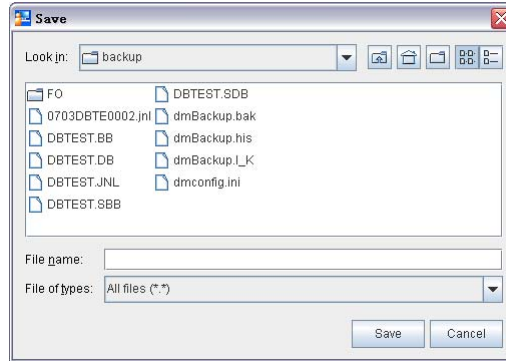 Save
Look in: backup
FO
0703DBTE0002.jnl
DBTEST.BB
DBTEST.DB
DBTEST.JNL
DBTEST.SBB
DBTEST.SDB
dmBackup.bak
dmBackup.his
dmBackup.I_K
dmconfig.ini
File name:
File of types: All files (*.*)
Save Cancel